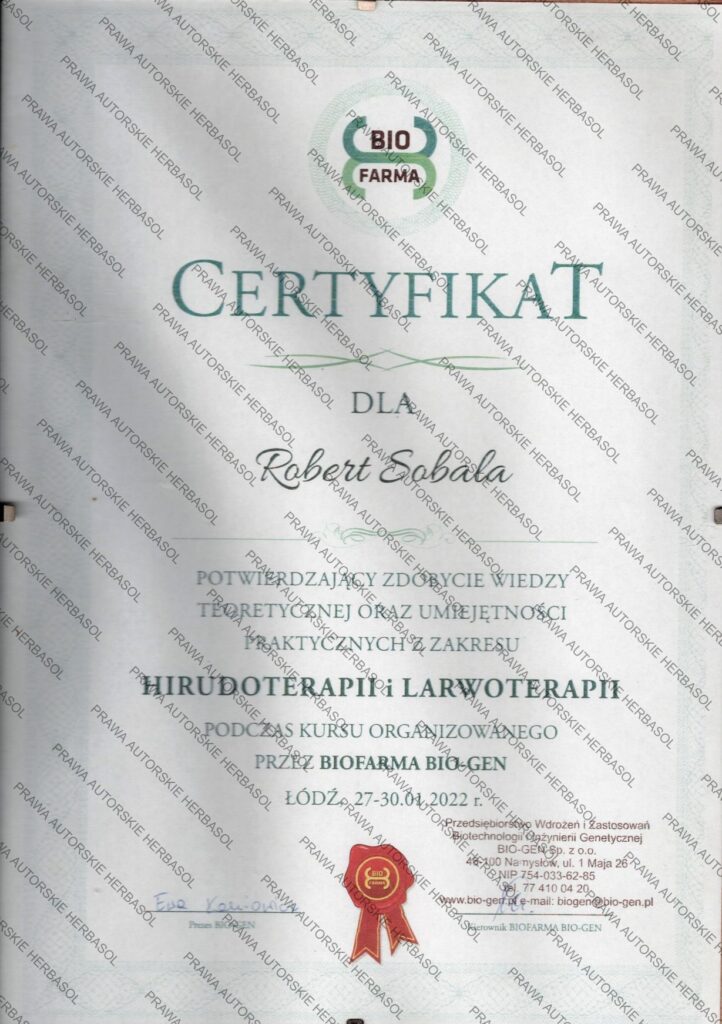 BIO
FARMA
CERTYFIKAT
DLA
Robert Sobala
POTWIERDZAJĄCY ZDOBYCIE WIEDZY
TEORETYCZNEJ ORAZ UMIEJĘTNOŚCI
PRAKTYCZNYCH Z ZAKRESU
HIRUDOTERAPII i LARWOTERAPII
PODCZAS KURSU ORGANIZOWANEGO
PRZEZ BIOFARMA BIO-GEN
ŁÓDŹ, 27-30.01.2022 r.
Przedsiębiorstwo Wdrożeń i Zastosowań
Biotechnologii i Inżynierii Genetycznej
BIO-GEN Sp. z o.o.
46-100 Namysłów, ul. 1 Maja 26
NIP 754-033-62-85
tel. 77 410 04 20
www.bio-gen.pl e-mail: biogen@bio-gen.pl
BIO
FARMA
Ewa
Prezes BIO-GEN
Kierownik BIOFARMA BIO-GEN
PRAWA AUTORSKIE HERBASOL